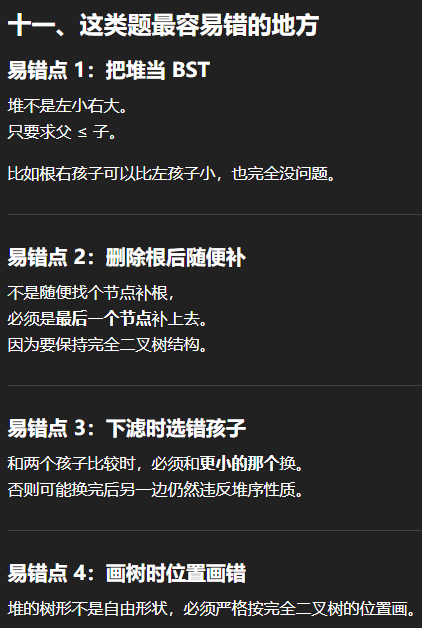 十一、这类题最容易错的地方
易错点 1：把堆当 BST
堆不是左小右大。
只要求父 ≤ 子。
比如根右孩子可以比左孩子小，也完全没问题。
易错点 2：删除根后随便补
不是随便找个节点补根，
必须是最后一个节点补上去。
因为要保持完全二叉树结构。
易错点 3：下滤时选错孩子
和两个孩子比较时，必须和更小的那个换。
否则可能换完后另一边仍然违反堆序性质。
易错点 4：画树时位置画错
堆的树形不是自由形状，必须严格按完全二叉树的位置画。